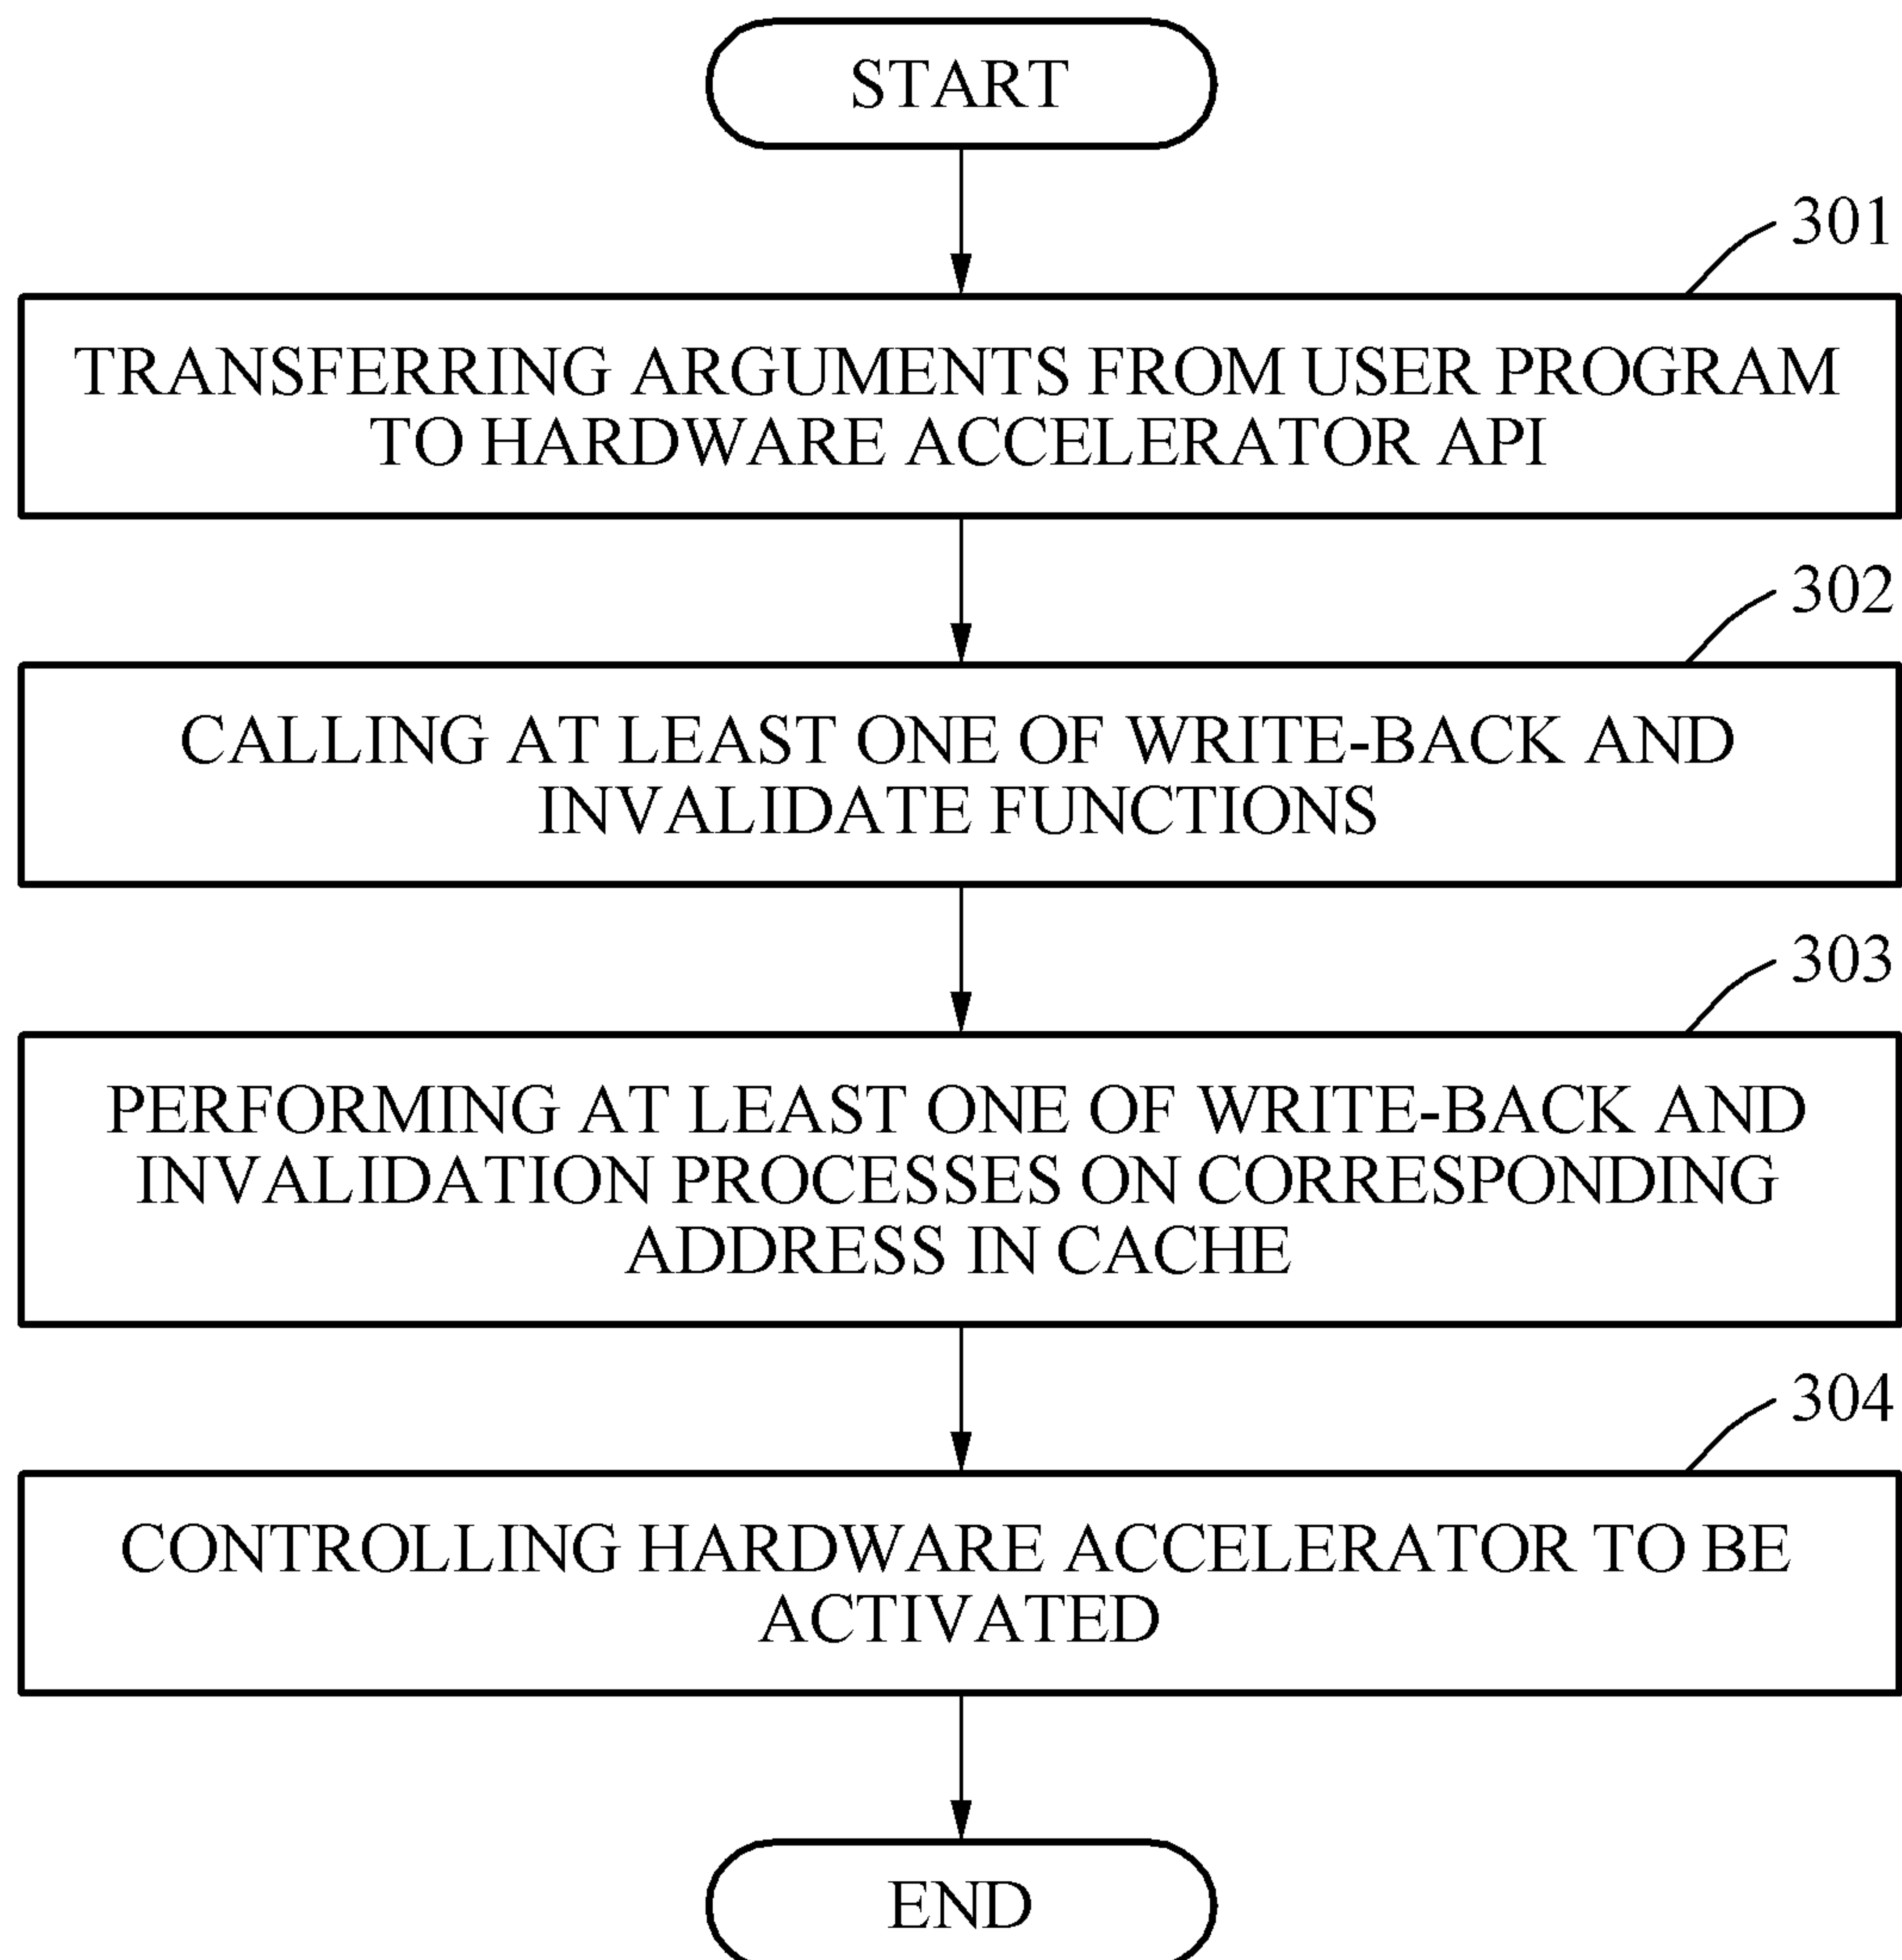 START
301
TRANSFERRING ARGUMENTS FROM USER PROGRAM
TO HARDWARE ACCELERATOR API
302
CALLING AT LEAST ONE OF WRITE-BACK AND
INVALIDATE FUNCTIONS
303
PERFORMING AT LEAST ONE OF WRITE-BACK AND
INVALIDATION PROCESSES ON CORRESPONDING
ADDRESS IN CACHE
304
CONTROLLING HARDWARE ACCELERATOR TO BE
ACTIVATED
END